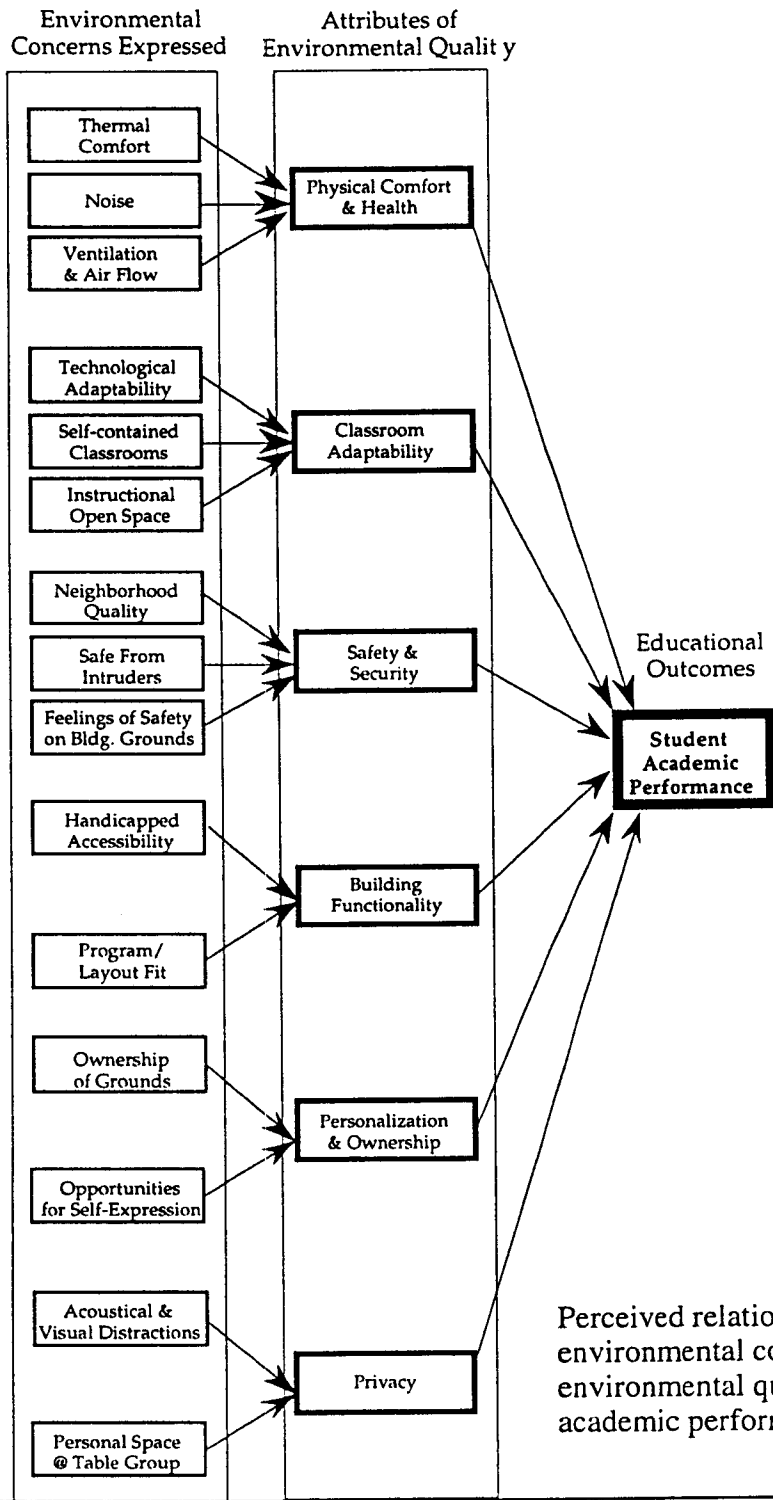 Environmental
Concerns Expressed
Attributes of
Environmental Quality
Thermal
Comfort
Noise
Ventilation
& Air Flow
Physical Comfort
& Health
Technological
Adaptability
Self-contained
Classrooms
Instructional
Open Space
Classroom
Adaptability
Neighborhood
Quality
Safe From
Intruders
Feelings of Safety
on Bldg. Grounds
Safety &
Security
Educational
Outcomes
Student
Academic
Performance
Handicapped
Accessibility
Program/
Layout Fit
Building
Functionality
Ownership
of Grounds
Opportunities
for Self-Expression
Personalization
& Ownership
Acoustical &
Visual Distractions
Personal Space
@ Table Group
Privacy
Perceived relatio
environmental co
environmental qu
academic perform